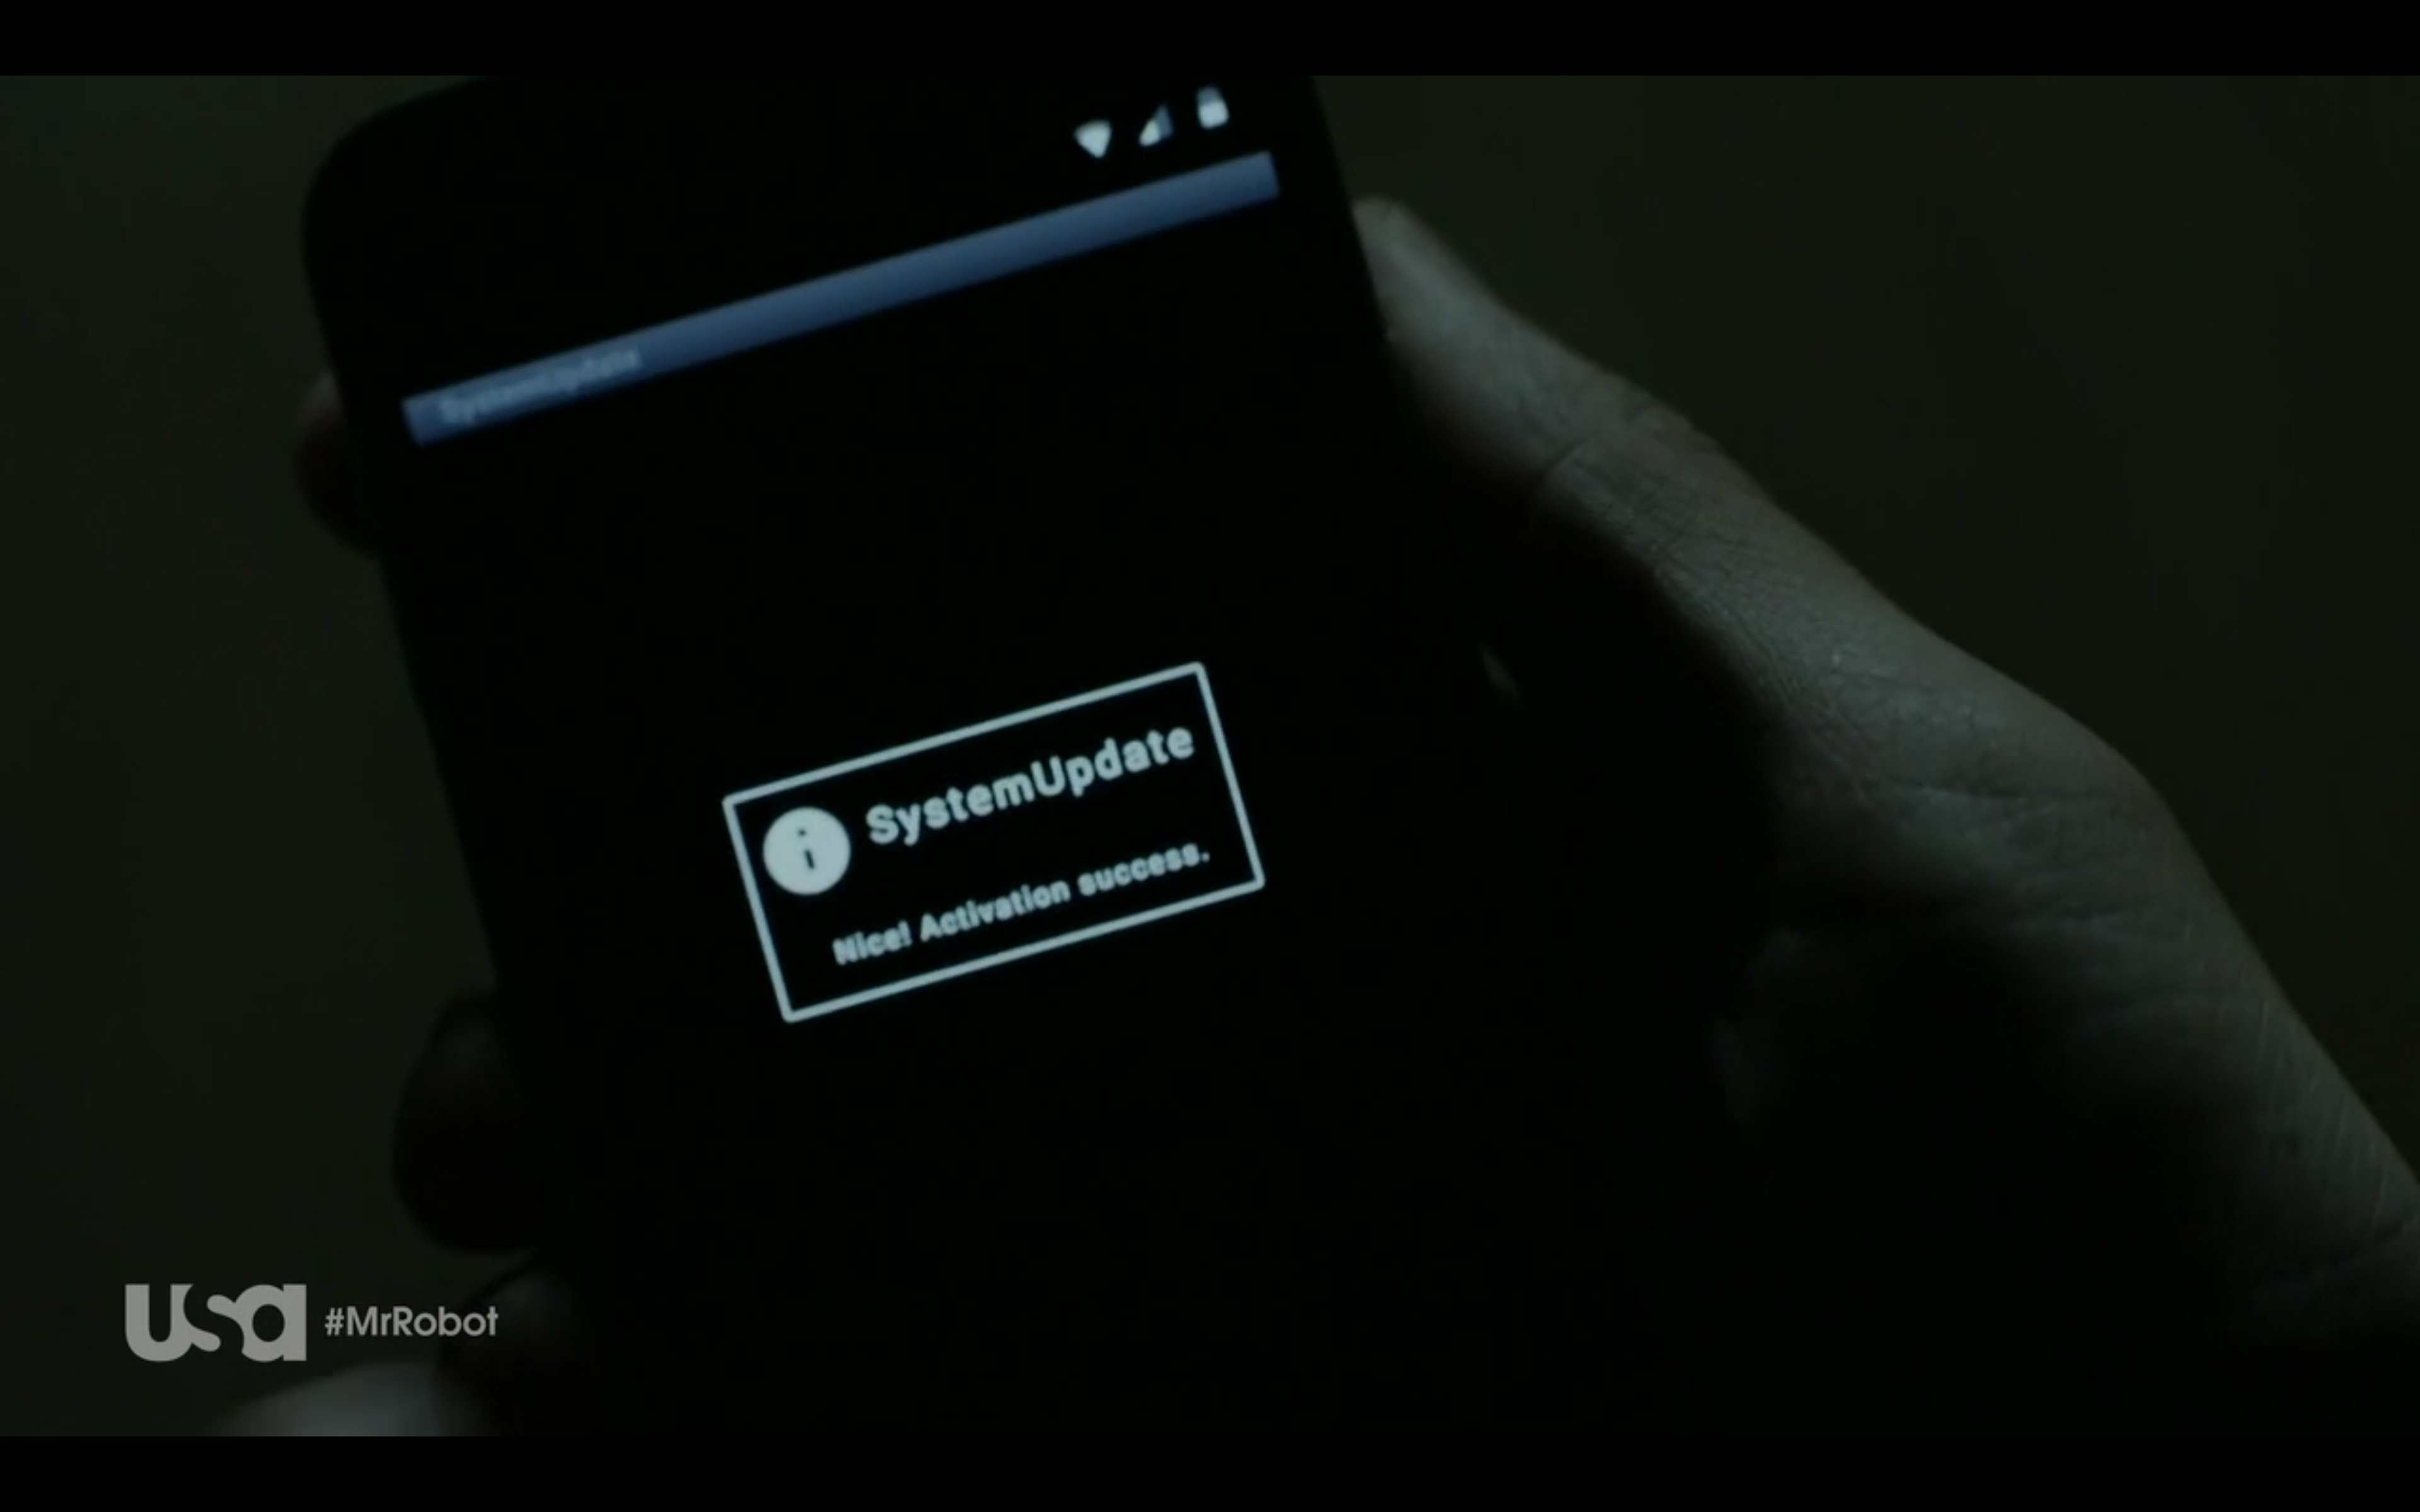 SystemUpdate
i SystemUpdate
Nice! Activation success.
usa #MrRobot